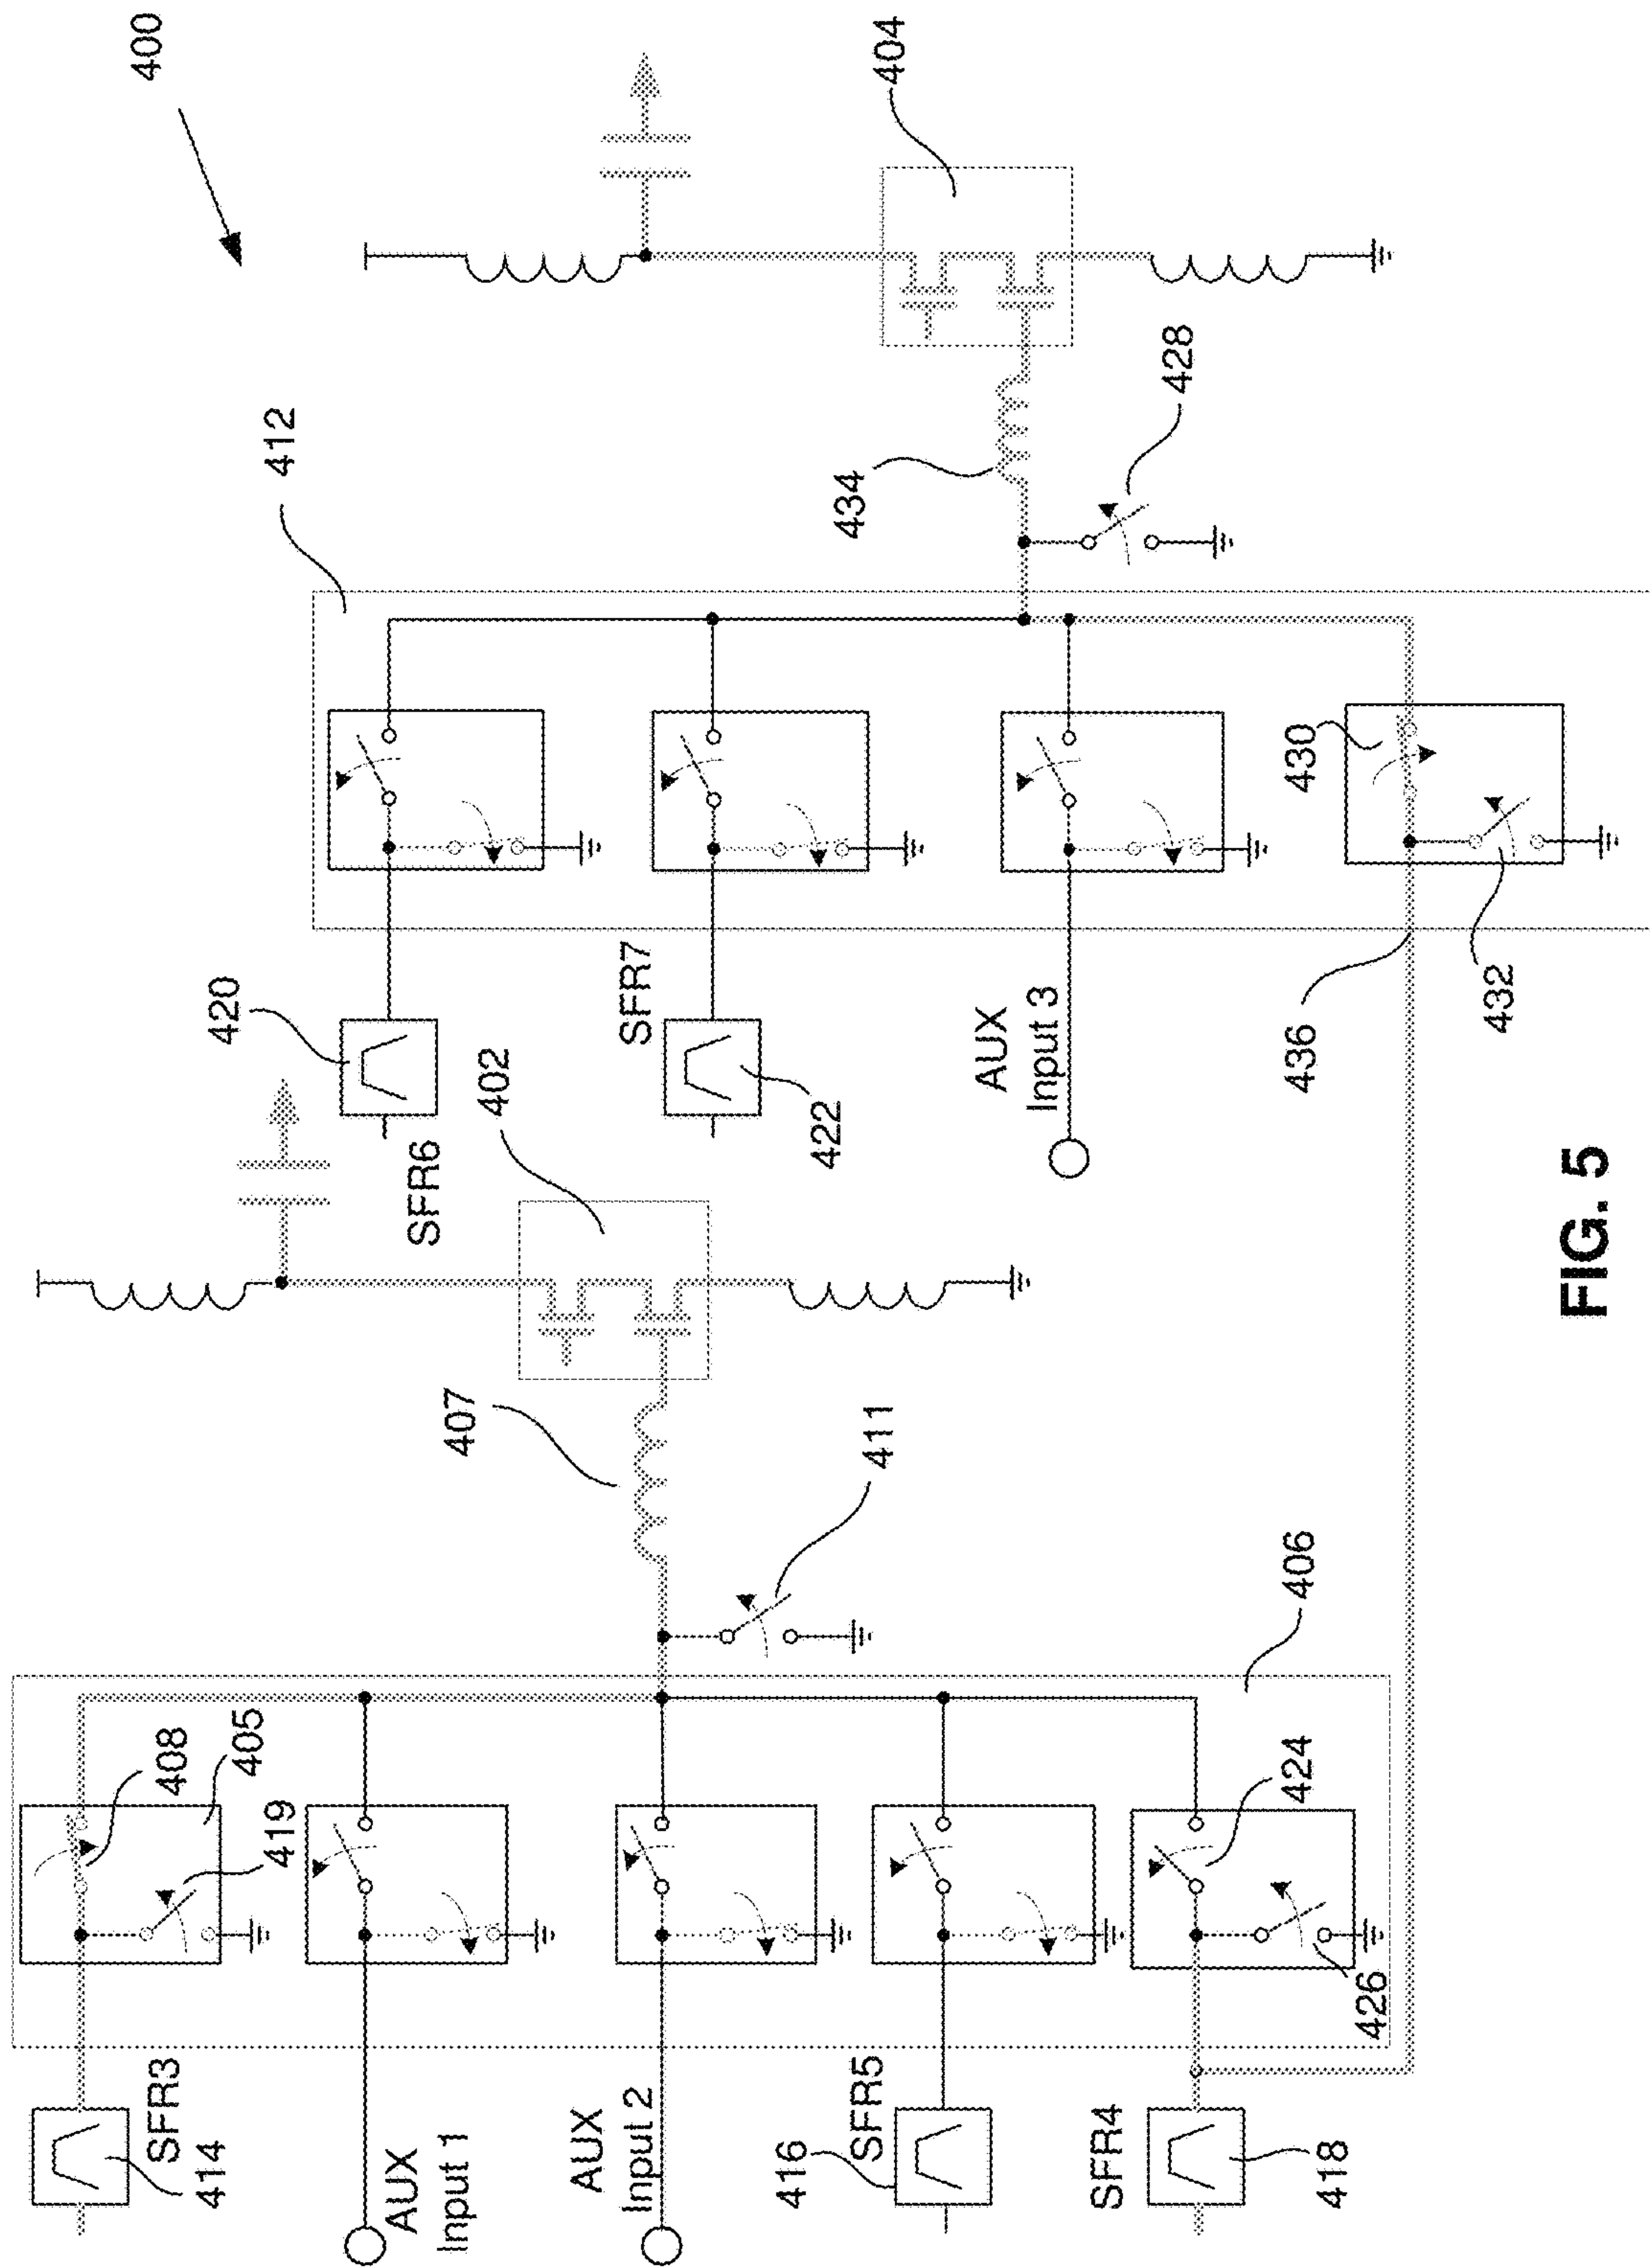 400
404
412
434
428
430
432
436
420
SFR6
SFR7
422
AUX
Input 3
402
407
411
406
408
405
419
424
426
SFR3
414
AUX
Input 1
AUX
Input 2
SFR5
416
SFR4
418
FIG. 5